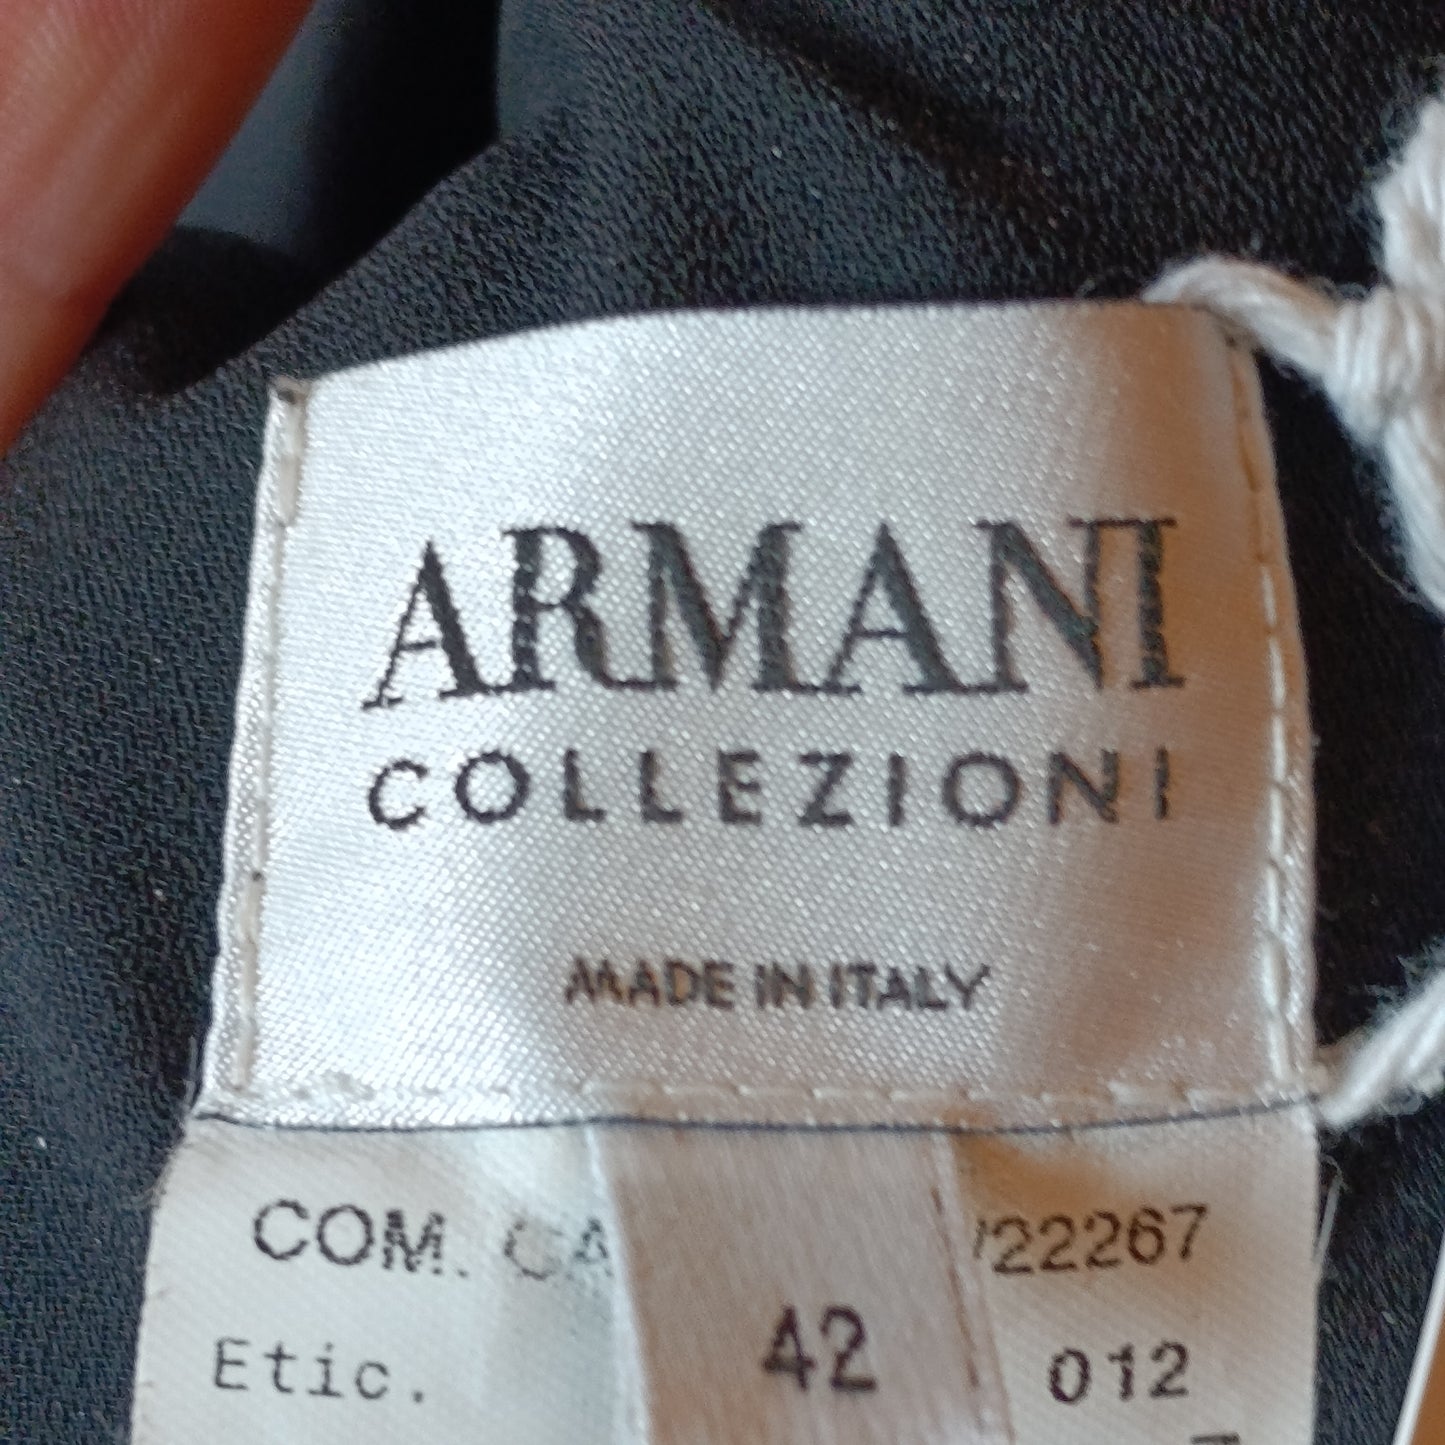 ARMANI
COLLEZIONI
MADE IN ITALY
COM. 22267
Etic. 42 012